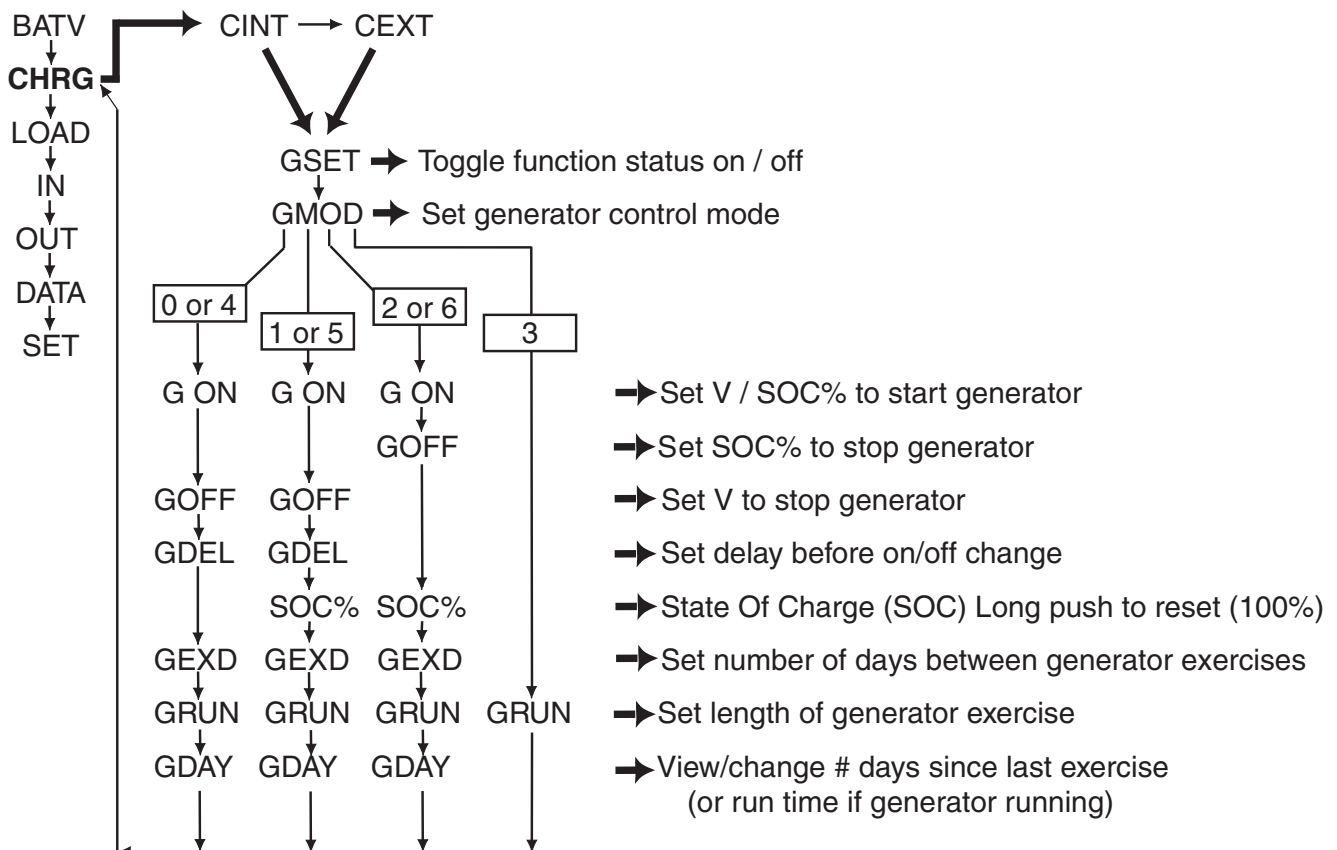 BATV CINT CEXT
CHRG
LOAD
GSET Toggle function status on / off
IN
GMOD Set generator control mode
OUT
DATA
0 or 4 2 or 6
1 or 5 3
SET
G ON G ON G ON Set V / SOC% to start generator
GOFF Set SOC% to stop generator
GOFF GOFF Set V to stop generator
GDEL GDEL Set delay before on/off change
SOC% SOC% State Of Charge (SOC) Long push to reset (100%)
GEXD GEXD GEXD Set number of days between generator exercises
GRUN GRUN GRUN GRUN Set length of generator exercise
GDAY GDAY GDAY View/change # days since last exercise
(or run time if generator running)